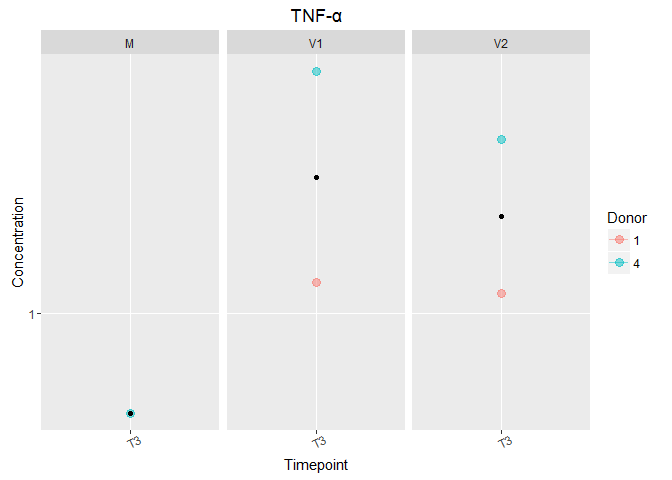 TNF-α
M V1 V2
Concentration
1
T3 T3 T3
Timepoint
Donor
1
4